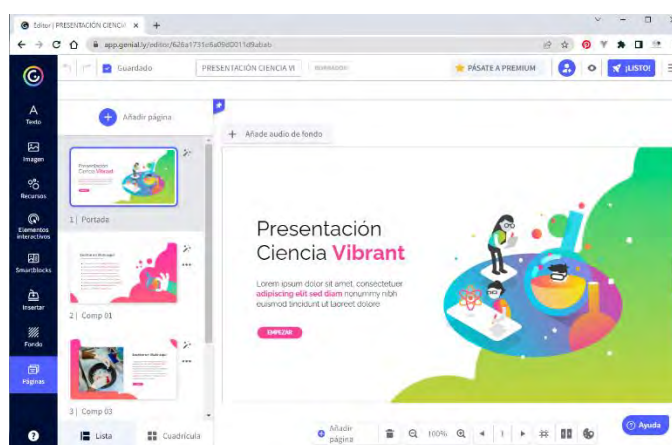 Editor | PRESENTACIÓN CIENCI
app.genial.ly/editor/
Guardado
PRESENTACIÓN CIENCIA VI
PÁSATE A PREMIUM
¡LISTO!
Texto
Imagen
Recursos
Elementos
interactivos
Smartblocks
Insertar
Fondo
Páginas
Añadir página
Presentación
Ciencia Vibrant
1 | Portada
2 | Comp 01
3 | Comp 03
Lista
Cuadrícula
Añade audio de fondo
Presentación
Ciencia Vibrant
Lorem ipsum dolor sit amet, consectetuer
adipiscing elit sed diam nonummy nibh
euismod tincidunt ut laoreet dolore
EMPEZAR
Añadir
página
100%
1
Ayuda